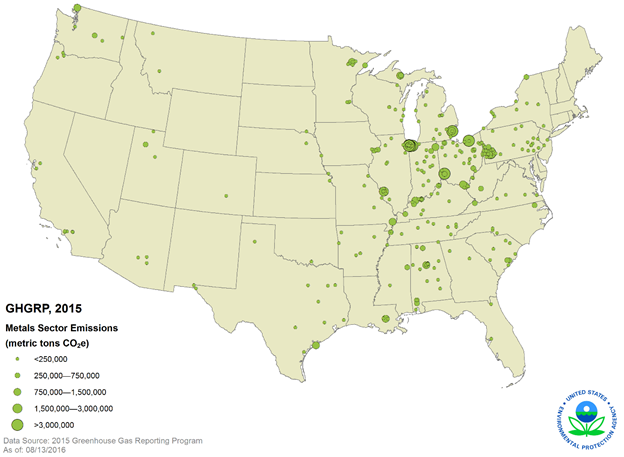 GHGRP, 2015
Metals Sector Emissions
(metric tons CO₂e)
<250,000
250,000—750,000
750,000—1,500,000
1,500,000—3,000,000
>3,000,000
Data Source: 2015 Greenhouse Gas Reporting Program
As of: 08/13/2016
• UNITED STATES •
ENVIRONMENTAL PROTECTION AGENCY